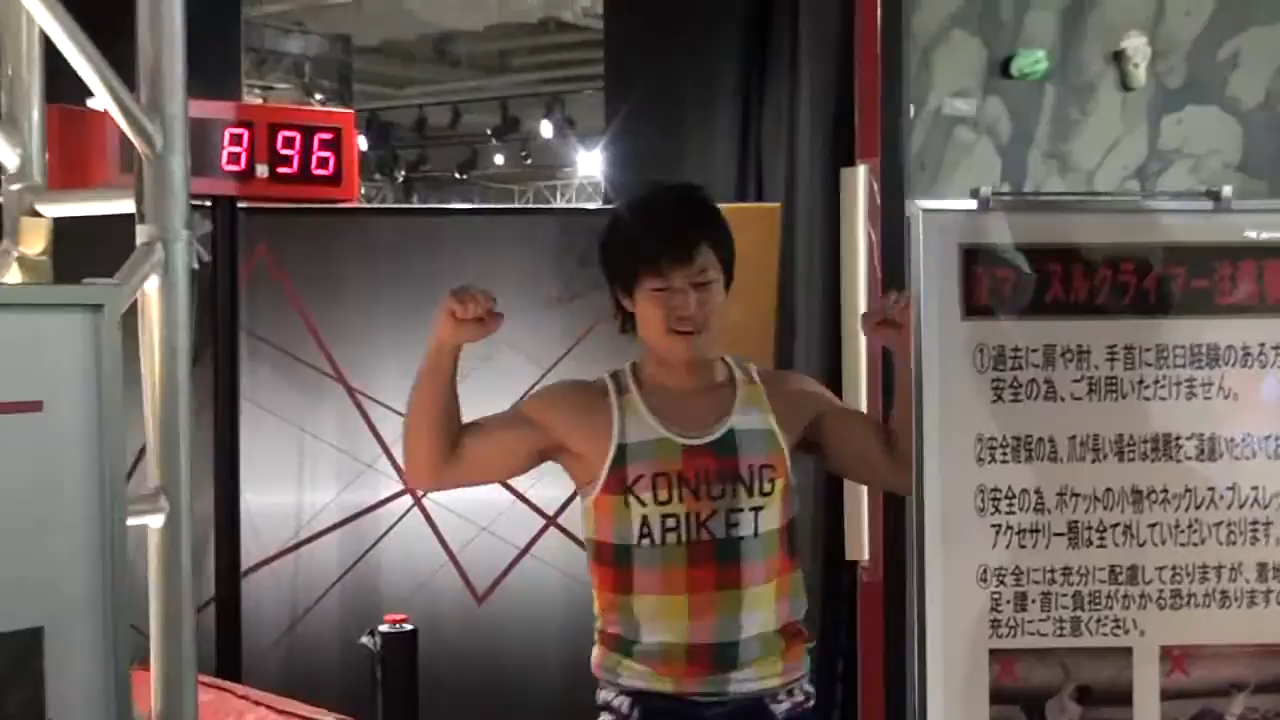 8.96
KONUNG
ARIKET
マッスルクライマー注意事
①過去に肩や肘、手首に脱臼経験のある方
安全の為、ご利用いただけません。
②安全確保の為、爪が長い場合は挑戦をご遠慮いただいて
③安全の為、ポケットの小物やネックレス・ブレスレッ
アクセサリー類は全て外していただいております。
④安全には充分に配慮しておりますが、着地
足・腰・首に負担がかかる恐れがありますの
充分にご注意ください。